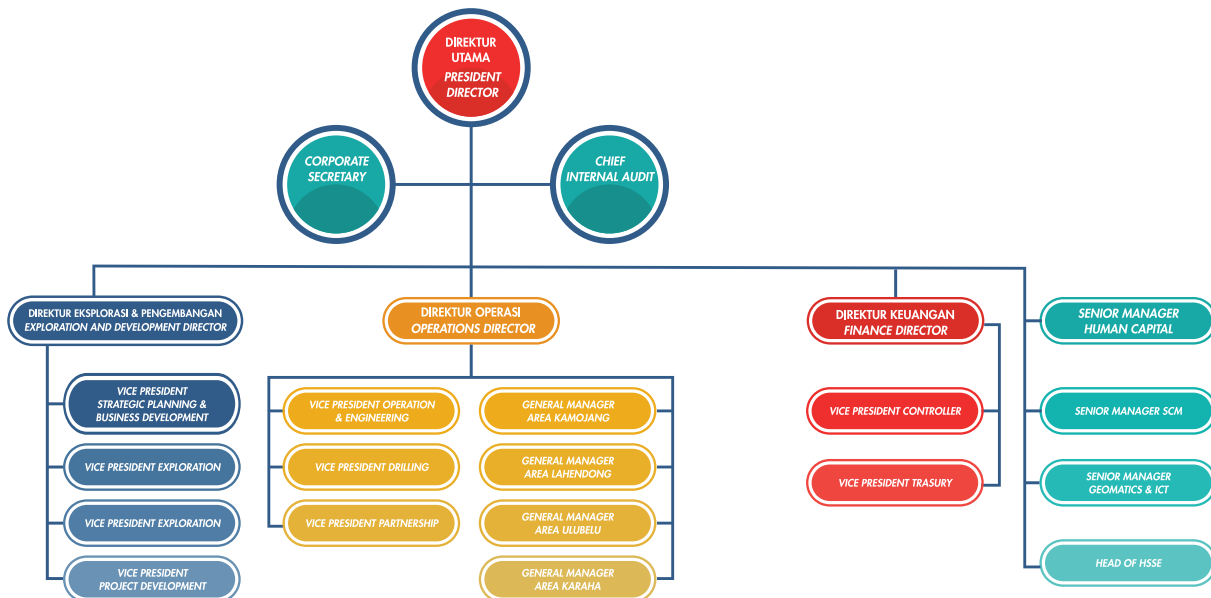 DIREKTUR
UTAMA
PRESIDENT
DIRECTOR
CORPORATE
SECRETARY
CHIEF
INTERNAL AUDIT
DIREKTUR EKSPLORASI & PENGEMBANGAN
EXPLORATION AND DEVELOPMENT DIRECTOR
VICE PRESIDENT
STRATEGIC PLANNING &
BUSINESS DEVELOPMENT
VICE PRESIDENT EXPLORATION
VICE PRESIDENT EXPLORATION
VICE PRESIDENT
PROJECT DEVELOPMENT
DIREKTUR OPERASI
OPERATIONS DIRECTOR
VICE PRESIDENT OPERATION
& ENGINEERING
VICE PRESIDENT DRILLING
VICE PRESIDENT PARTNERSHIP
GENERAL MANAGER
AREA KAMOJANG
GENERAL MANAGER
AREA LAHENDONG
GENERAL MANAGER
AREA ULUBELU
GENERAL MANAGER
AREA KARAHA
DIREKTUR KEUANGAN
FINANCE DIRECTOR
VICE PRESIDENT CONTROLLER
VICE PRESIDENT TRASURY
SENIOR MANAGER
HUMAN CAPITAL
SENIOR MANAGER SCM
SENIOR MANAGER
GEOMATICS & ICT
HEAD OF HSSE